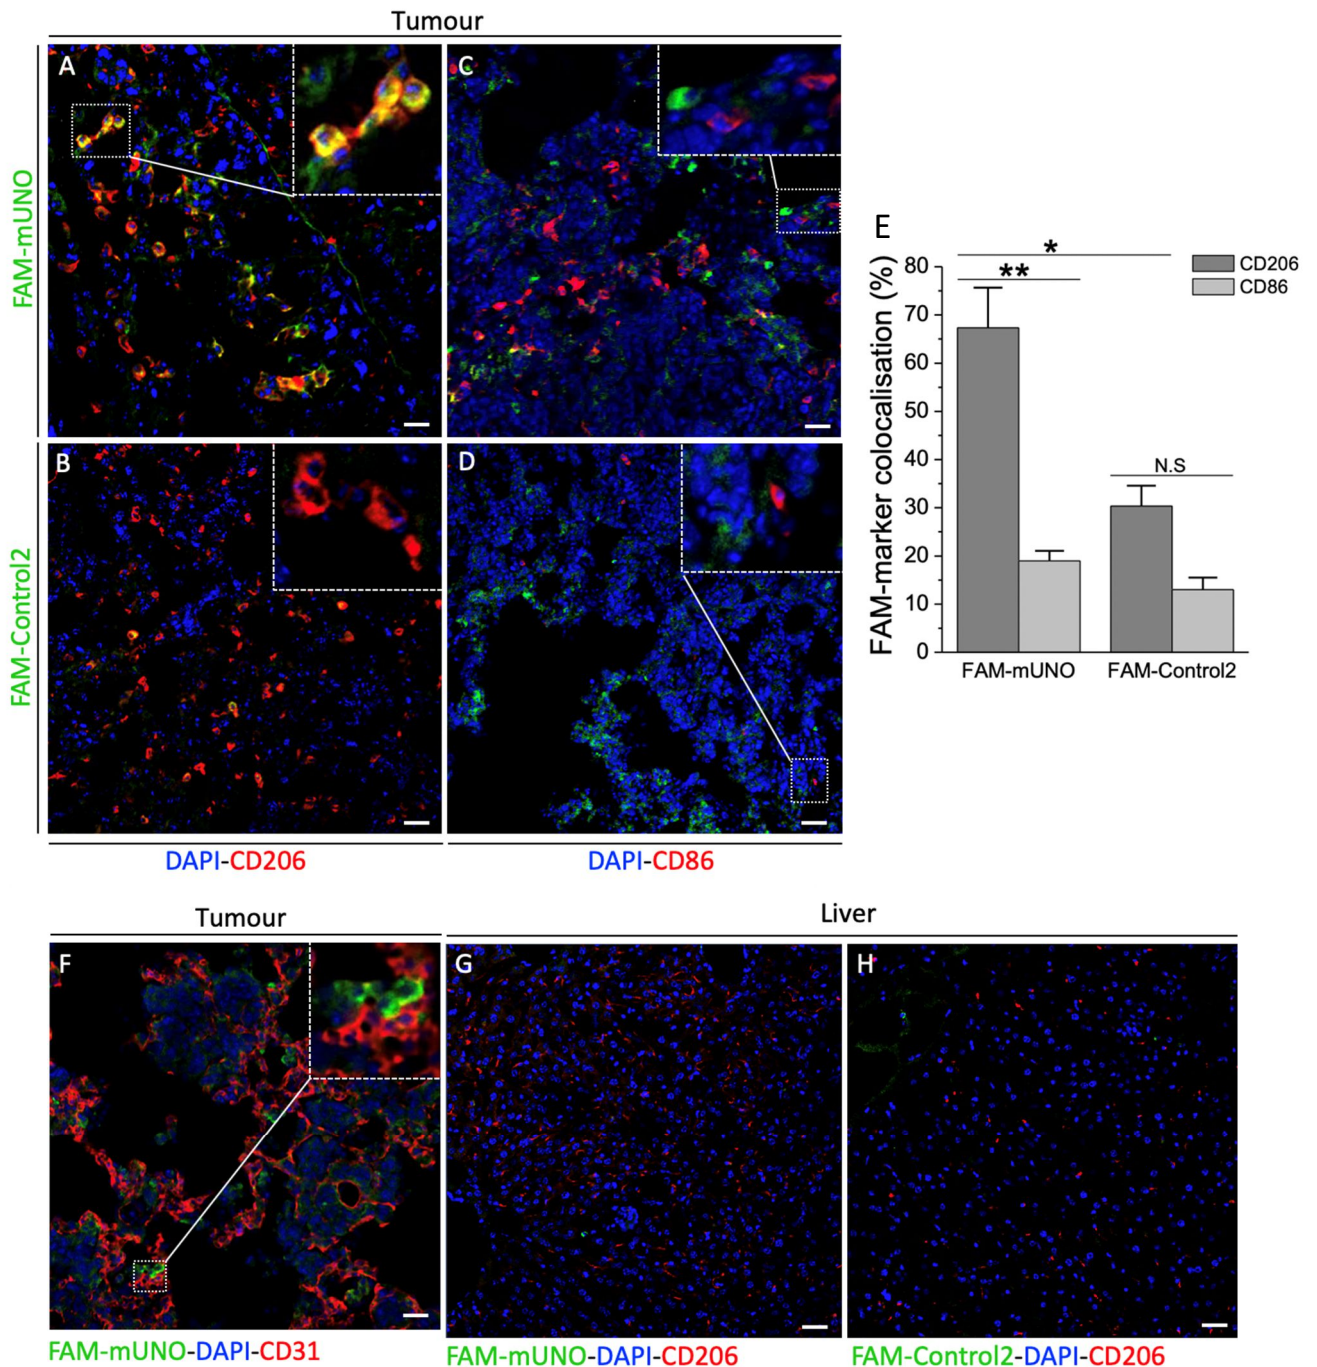 Tumour
FAM-mUNO
A
C
FAM-Control2
B
D
DAPI-CD206
DAPI-CD86
E
FAM-marker colocalisation (%)
80
70
60
50
40
30
20
10
0
*
**
N.S
CD206
CD86
FAM-mUNO
FAM-Control2
Tumour
Liver
F
G
H
FAM-mUNO-DAPI-CD31
FAM-mUNO-DAPI-CD206
FAM-Control2-DAPI-CD206